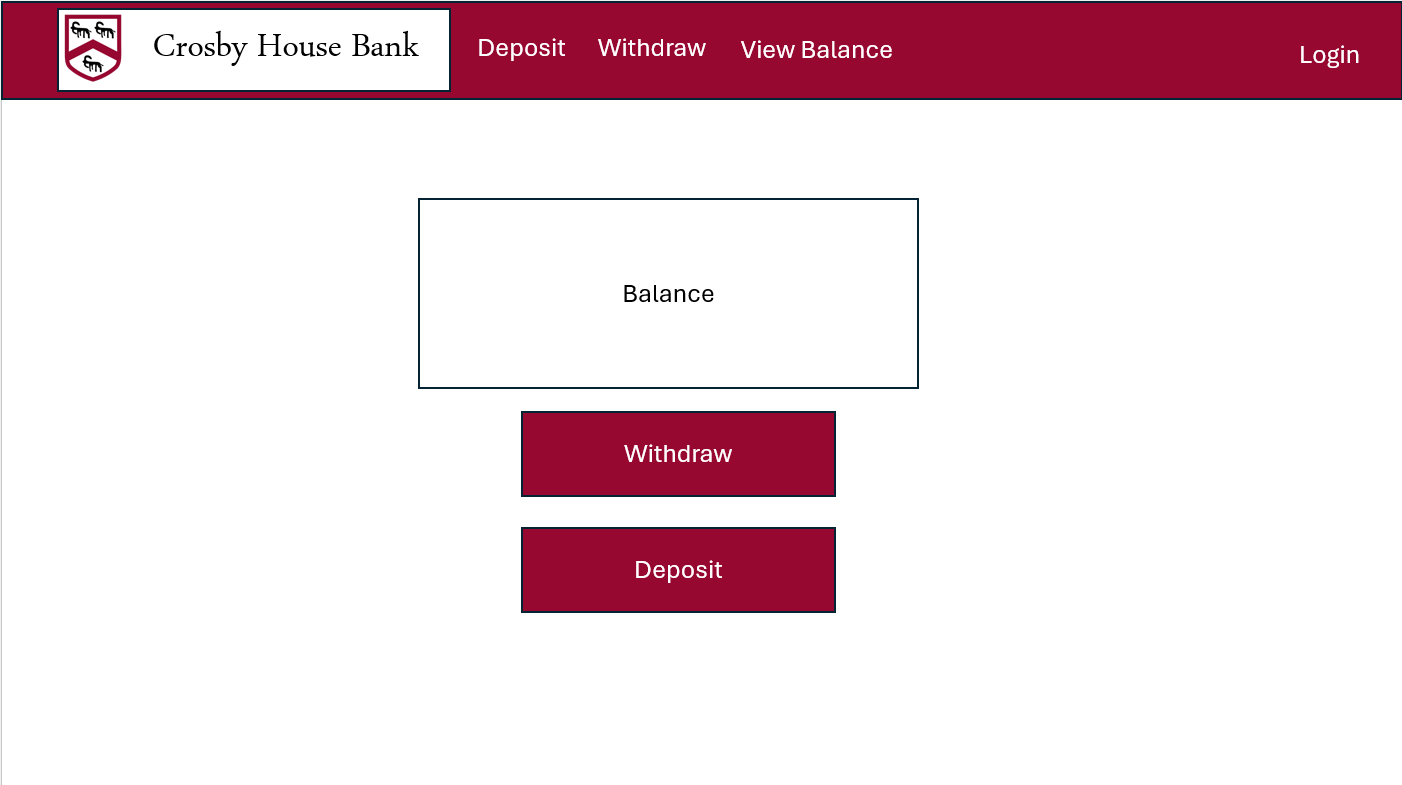 Crosby House Bank
Deposit Withdraw View Balance
Login
Balance
Withdraw
Deposit